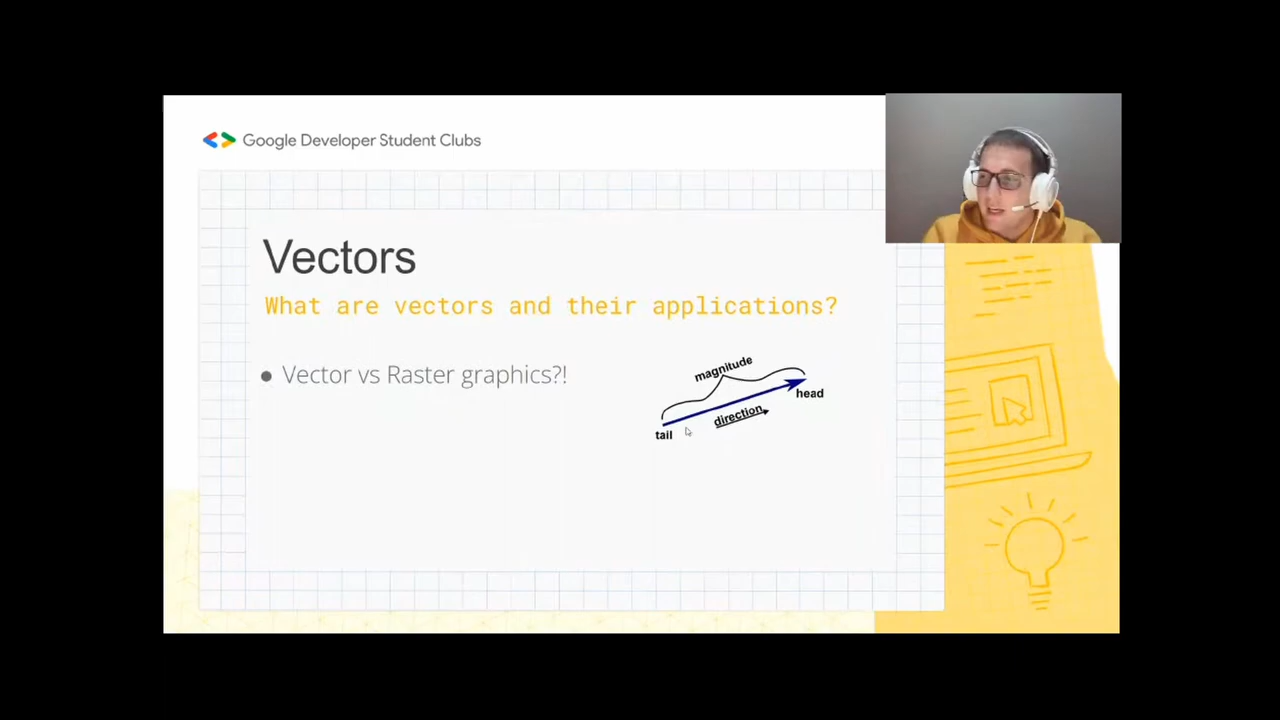 Google Developer Student Clubs
Vectors
What are vectors and their applications?
● Vector vs Raster graphics?!
magnitude
head
direction
tail